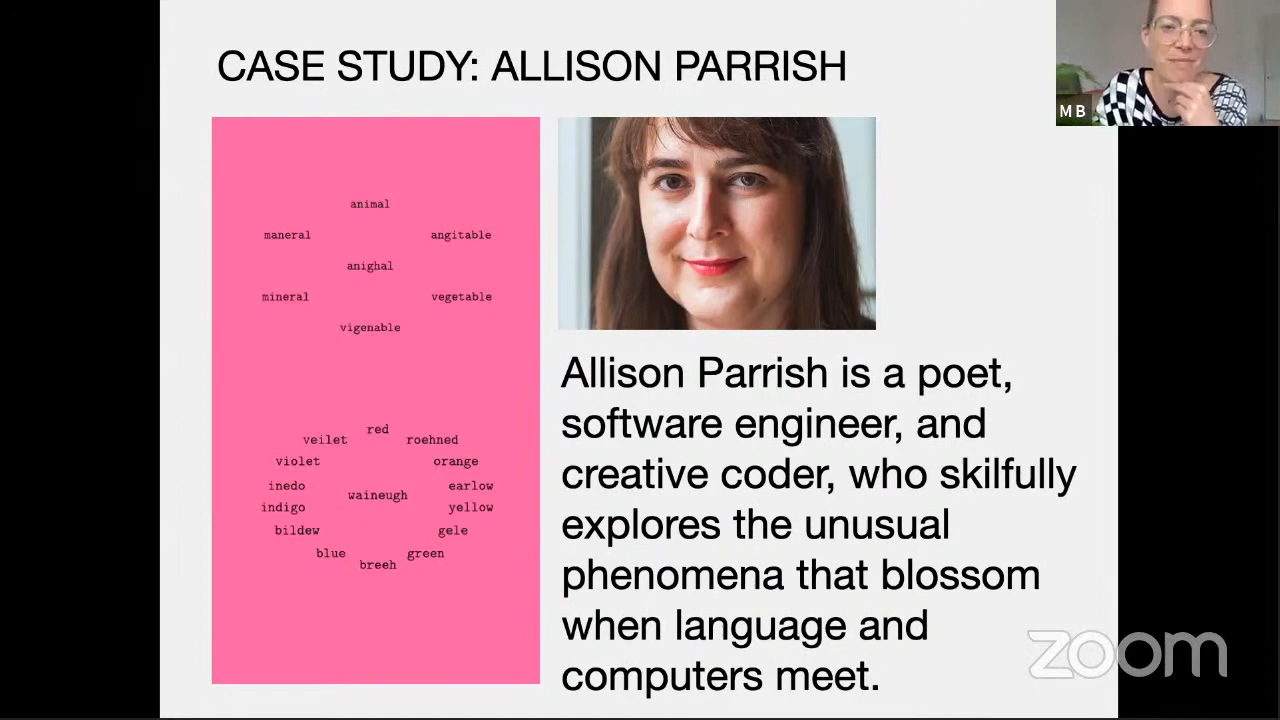 CASE STUDY: ALLISON PARRISH
M B
animal
maneral angitable
anighal
mineral vegetable
vigenable
red
veilet roehned
violet orange
inedo earlow
waineugh
indigo yellow
bildew gele
blue green
breeh
Allison Parrish is a poet,
software engineer, and
creative coder, who skilfully
explores the unusual
phenomena that blossom
when language and
computers meet.
zoom